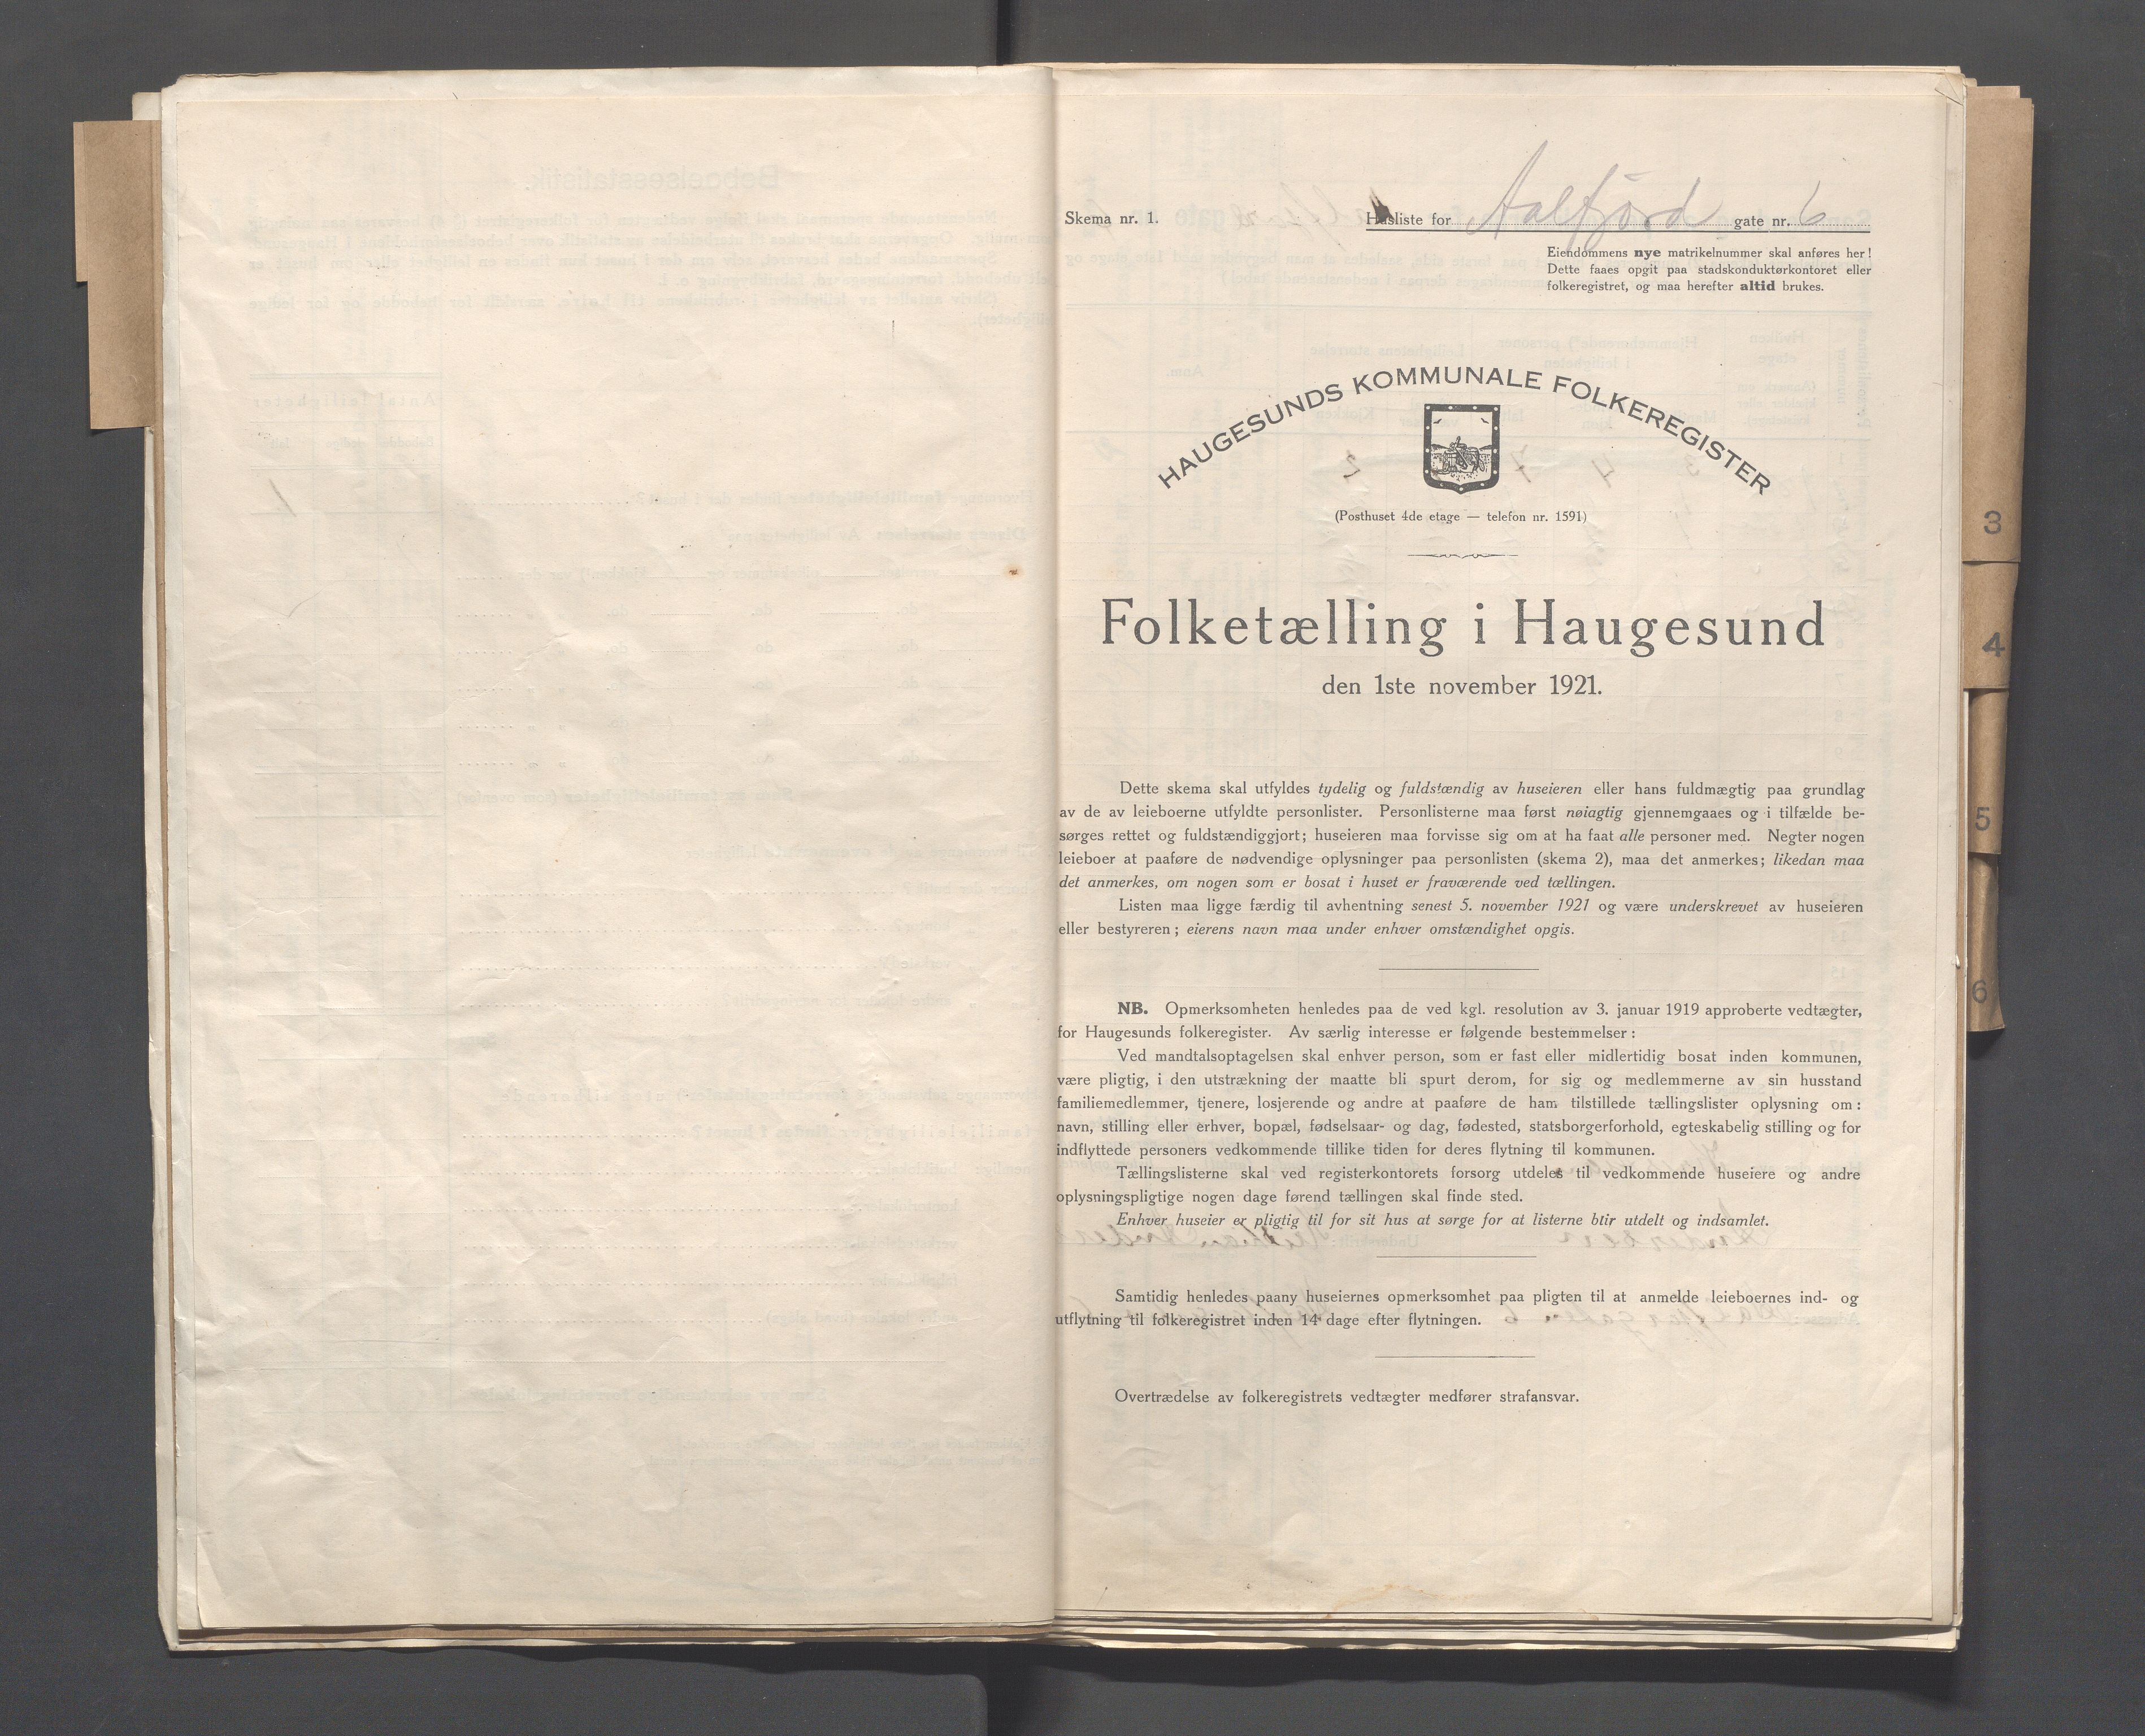 Skema nr. 1.
Husliste for Aalfjord gate nr. 6
Eiendommens nye matrikelnummer skal anføres her!
Dette faaes opgit paa stadskonduktørkontoret eller
folkeregistret, og maa herefter altid brukes.
HAUGESUNDS KOMMUNALE FOLKEREGISTER
(Posthuset 4de etage — telefon nr. 1591)
Folketælling i Haugesund
den 1ste november 1921.
Dette skema skal utfyldes tydelig og fuldstændig av huseieren eller hans fuldmægtig paa grundlag
av de av leieboerne utfyldte personlister. Personlisterne maa først nøiagtig gjennemgaaes og i tilfælde be-
sørges rettet og fuldstændiggjort; huseieren maa forvisse sig om at ha faat alle personer med. Negter nogen
leieboer at paaføre de nødvendige oplysninger paa personlisten (skema 2), maa det anmerkes; likedan maa
det anmerkes, om nogen som er bosat i huset er fraværende ved tællingen.
Listen maa ligge færdig til avhentning senest 5. november 1921 og være underskrevet av huseieren
eller bestyreren; eierens navn maa under enhver omstændighet opgis.
NB. Opmerksomheten henledes paa de ved kgl. resolution av 3. januar 1919 approberte vedtægter,
for Haugesunds folkeregister. Av særlig interesse er følgende bestemmelser:
Ved mandtalsoptagelsen skal enhver person, som er fast eller midlertidig bosat inden kommunen,
være pligtig, i den utstrækning der maatte bli spurt derom, for sig og medlemmerne av sin husstand
familiemedlemmer, tjenere, losjerende og andre at paaføre de ham tilstillede tællingslister oplysning om:
navn, stilling eller erhver, bopæl, fødselsaar- og dag, fødested, statsborgerforhold, egteskabelig stilling og for
indflyttede personers vedkommende tillike tiden for deres flytning til kommunen.
Tællingslisterne skal ved registerkontorets forsorg utdeles til vedkommende huseiere og andre
oplysningspligtige nogen dage førend tællingen skal finde sted.
Enhver huseier er pligtig til for sit hus at sørge for at listerne blir utdelt og indsamlet.
Samtidig henledes paany huseiernes opmerksomhet paa pligten til at anmelde leieboernes ind- og
utflytning til folkeregistret inden 14 dage efter flytningen.
Overtrædelse av folkeregistrets vedtægter medfører strafansvar.
3
4
5
6